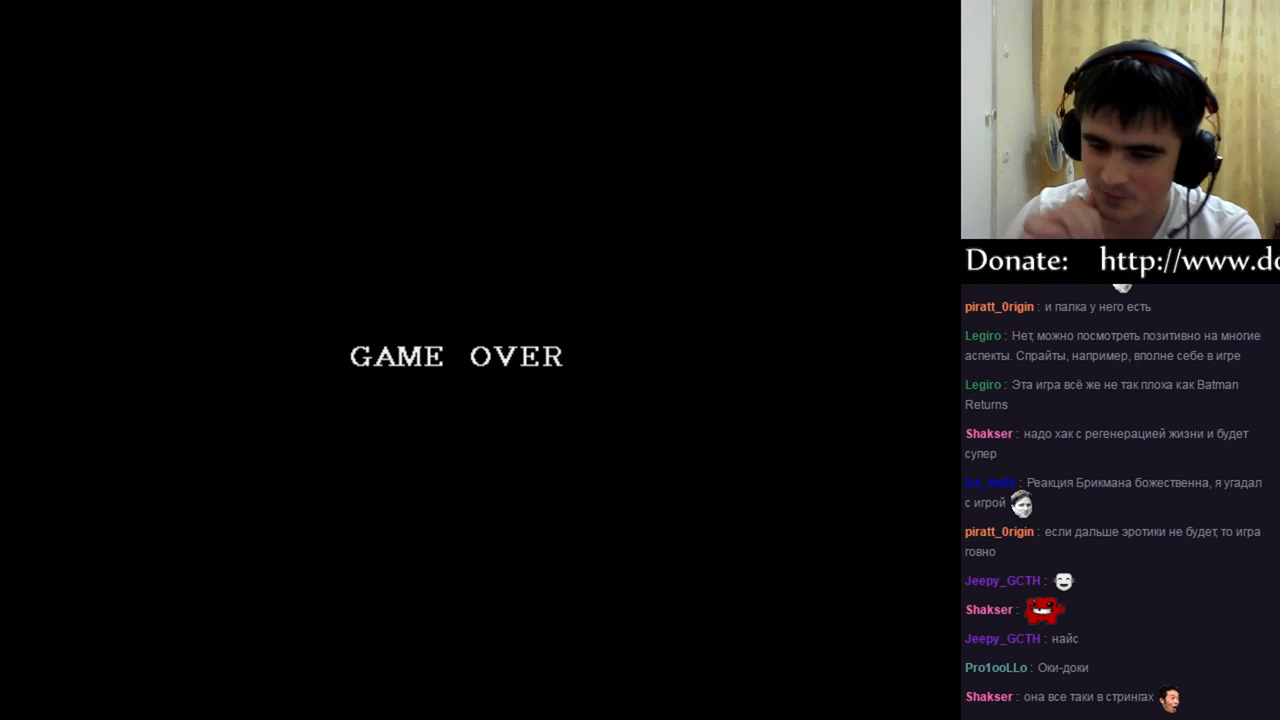 GAME OVER
Donate: http://www.do
piratt_0rigin : и палка у него есть
Legiro : Нет, можно посмотреть позитивно на многие
аспекты. Спрайты, например, вполне себе в игре
Legiro : Эта игра всё же не так плоха как Batman
Returns
Shakser : надо хак с регенерацией жизни и будет
супер
: Реакция Брикмана божественна, я угадал
с игрой
piratt_0rigin : если дальше эротики не будет, то игра
говно
Jeepy_GCTH :
Shakser :
Jeepy_GCTH : найс
Pro1ooLLo : Оки-доки
Shakser : она все таки в стрингах